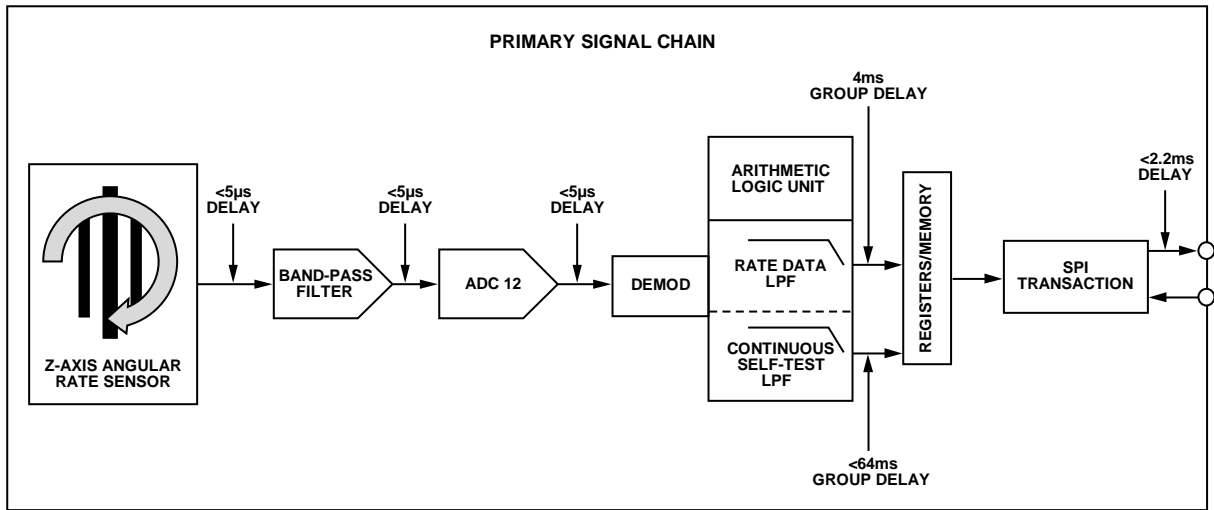 PRIMARY SIGNAL CHAIN
4ms
GROUP DELAY
<2.2ms
DELAY
<5µs
DELAY
<5µs
DELAY
<5µs
DELAY
Z-AXIS ANGULAR
RATE SENSOR
BAND-PASS
FILTER
ADC 12
DEMOD
ARITHMETIC
LOGIC UNIT
RATE DATA
LPF
CONTINUOUS
SELF-TEST
LPF
REGISTERS/MEMORY
SPI
TRANSACTION
<64ms
GROUP DELAY